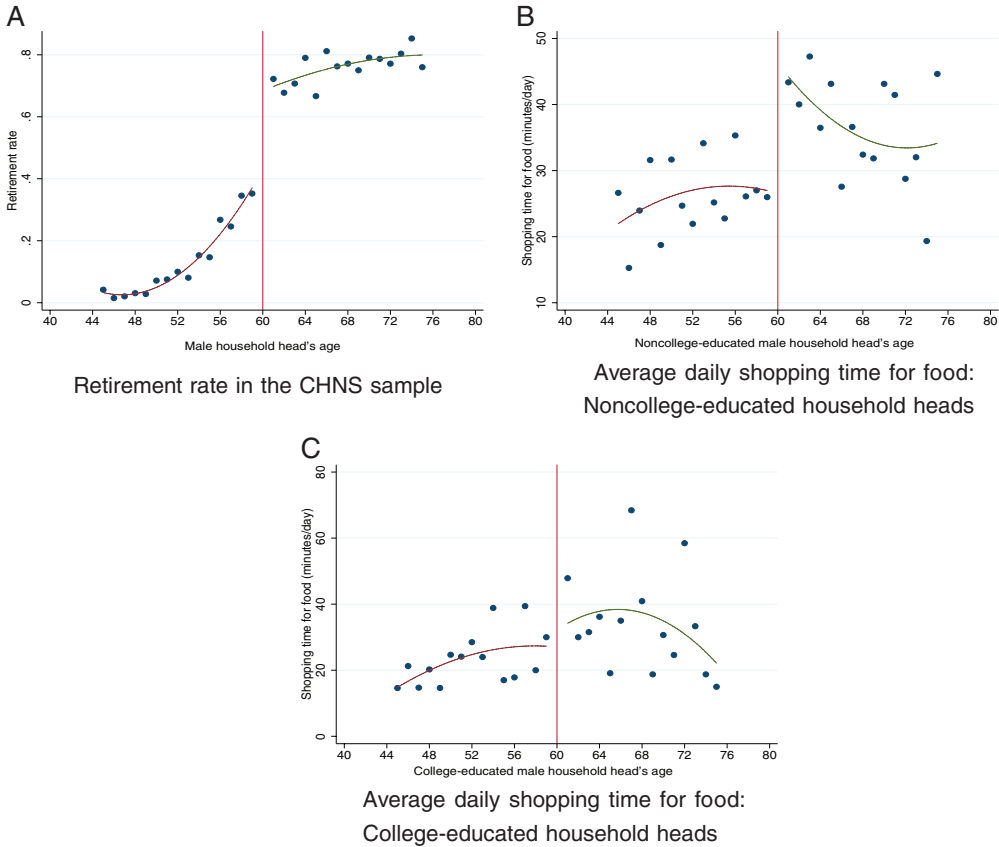 A
Retirement rate
.8
.6
.4
.2
0
40 44 48 52 56 60 64 68 72 76 80
Male household head's age
Retirement rate in the CHNS sample
B
Shopping time for food (minutes/day)
50
40
30
20
10
40 44 48 52 56 60 64 68 72 76 80
Noncollege-educated male household head's age
Average daily shopping time for food:
Noncollege-educated household heads
C
Shopping time for food (minutes/day)
80
60
40
20
0
40 44 48 52 56 60 64 68 72 76 80
College-educated male household head's age
Average daily shopping time for food:
College-educated household heads